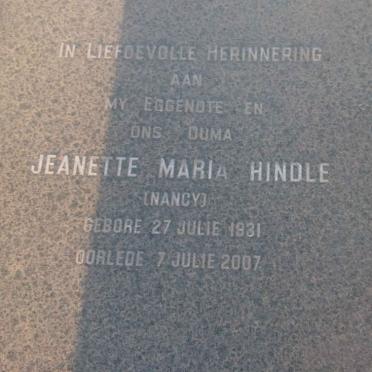 IN LIEFDEVOLLE HERINNERING
AAN
MY EGGENOTE EN
ONS OUMA
JEANETTE MARIA HINDLE
(NANCY)
GEBORE 27 JULIE 1931
OORLEDE 7 JULIE 2007